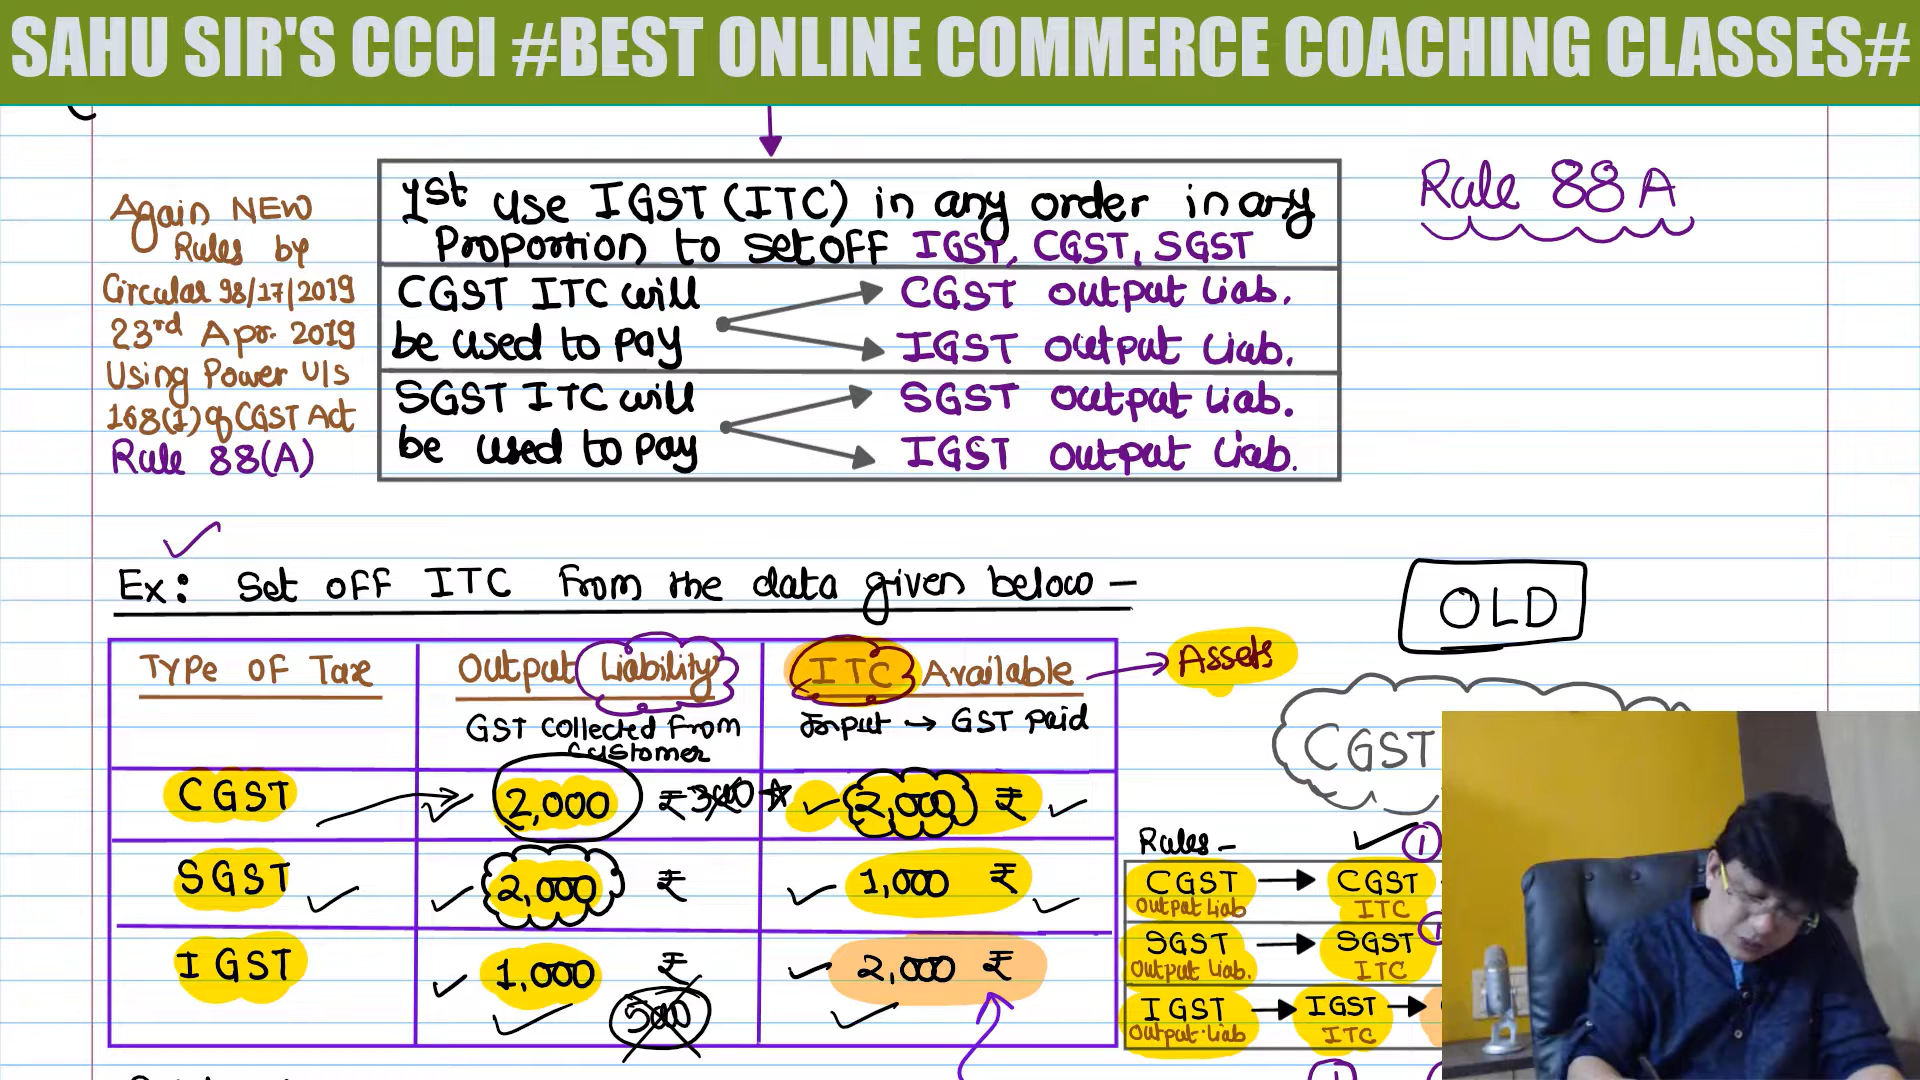 SAHU SIR'S CCCI #BEST ONLINE COMMERCE COACHING CLASSES#
Rule 88A
Again NEW
Rules by
Circular 98/17/2019
23rd Apr. 2019
Using Power U/s
168(1) of CGST Act
Rule 88(A)
1st use IGST (ITC) in any order in any
Proportion to setoff IGST, CGST, SGST
CGST ITC will
be used to pay
CGST output Liab.
IGST output Liab.
SGST ITC will
be used to pay
SGST output Liab.
IGST output Liab.
Ex: Set off ITC from the data given below –
OLD
Type of Tax
Output Liability
ITC Available → Assets
GST collected from
customer
Input → GST paid
CGST 2,000 ₹ 2,000 ₹
SGST 2,000 ₹ 1,000 ₹
IGST 1,000 ₹ 2,000 ₹
500
CGST
Rules –
1
CGST → CGST
Output Liab ITC
SGST → SGST
Output Liab. ITC
IGST → IGST →
Output Liab ITC